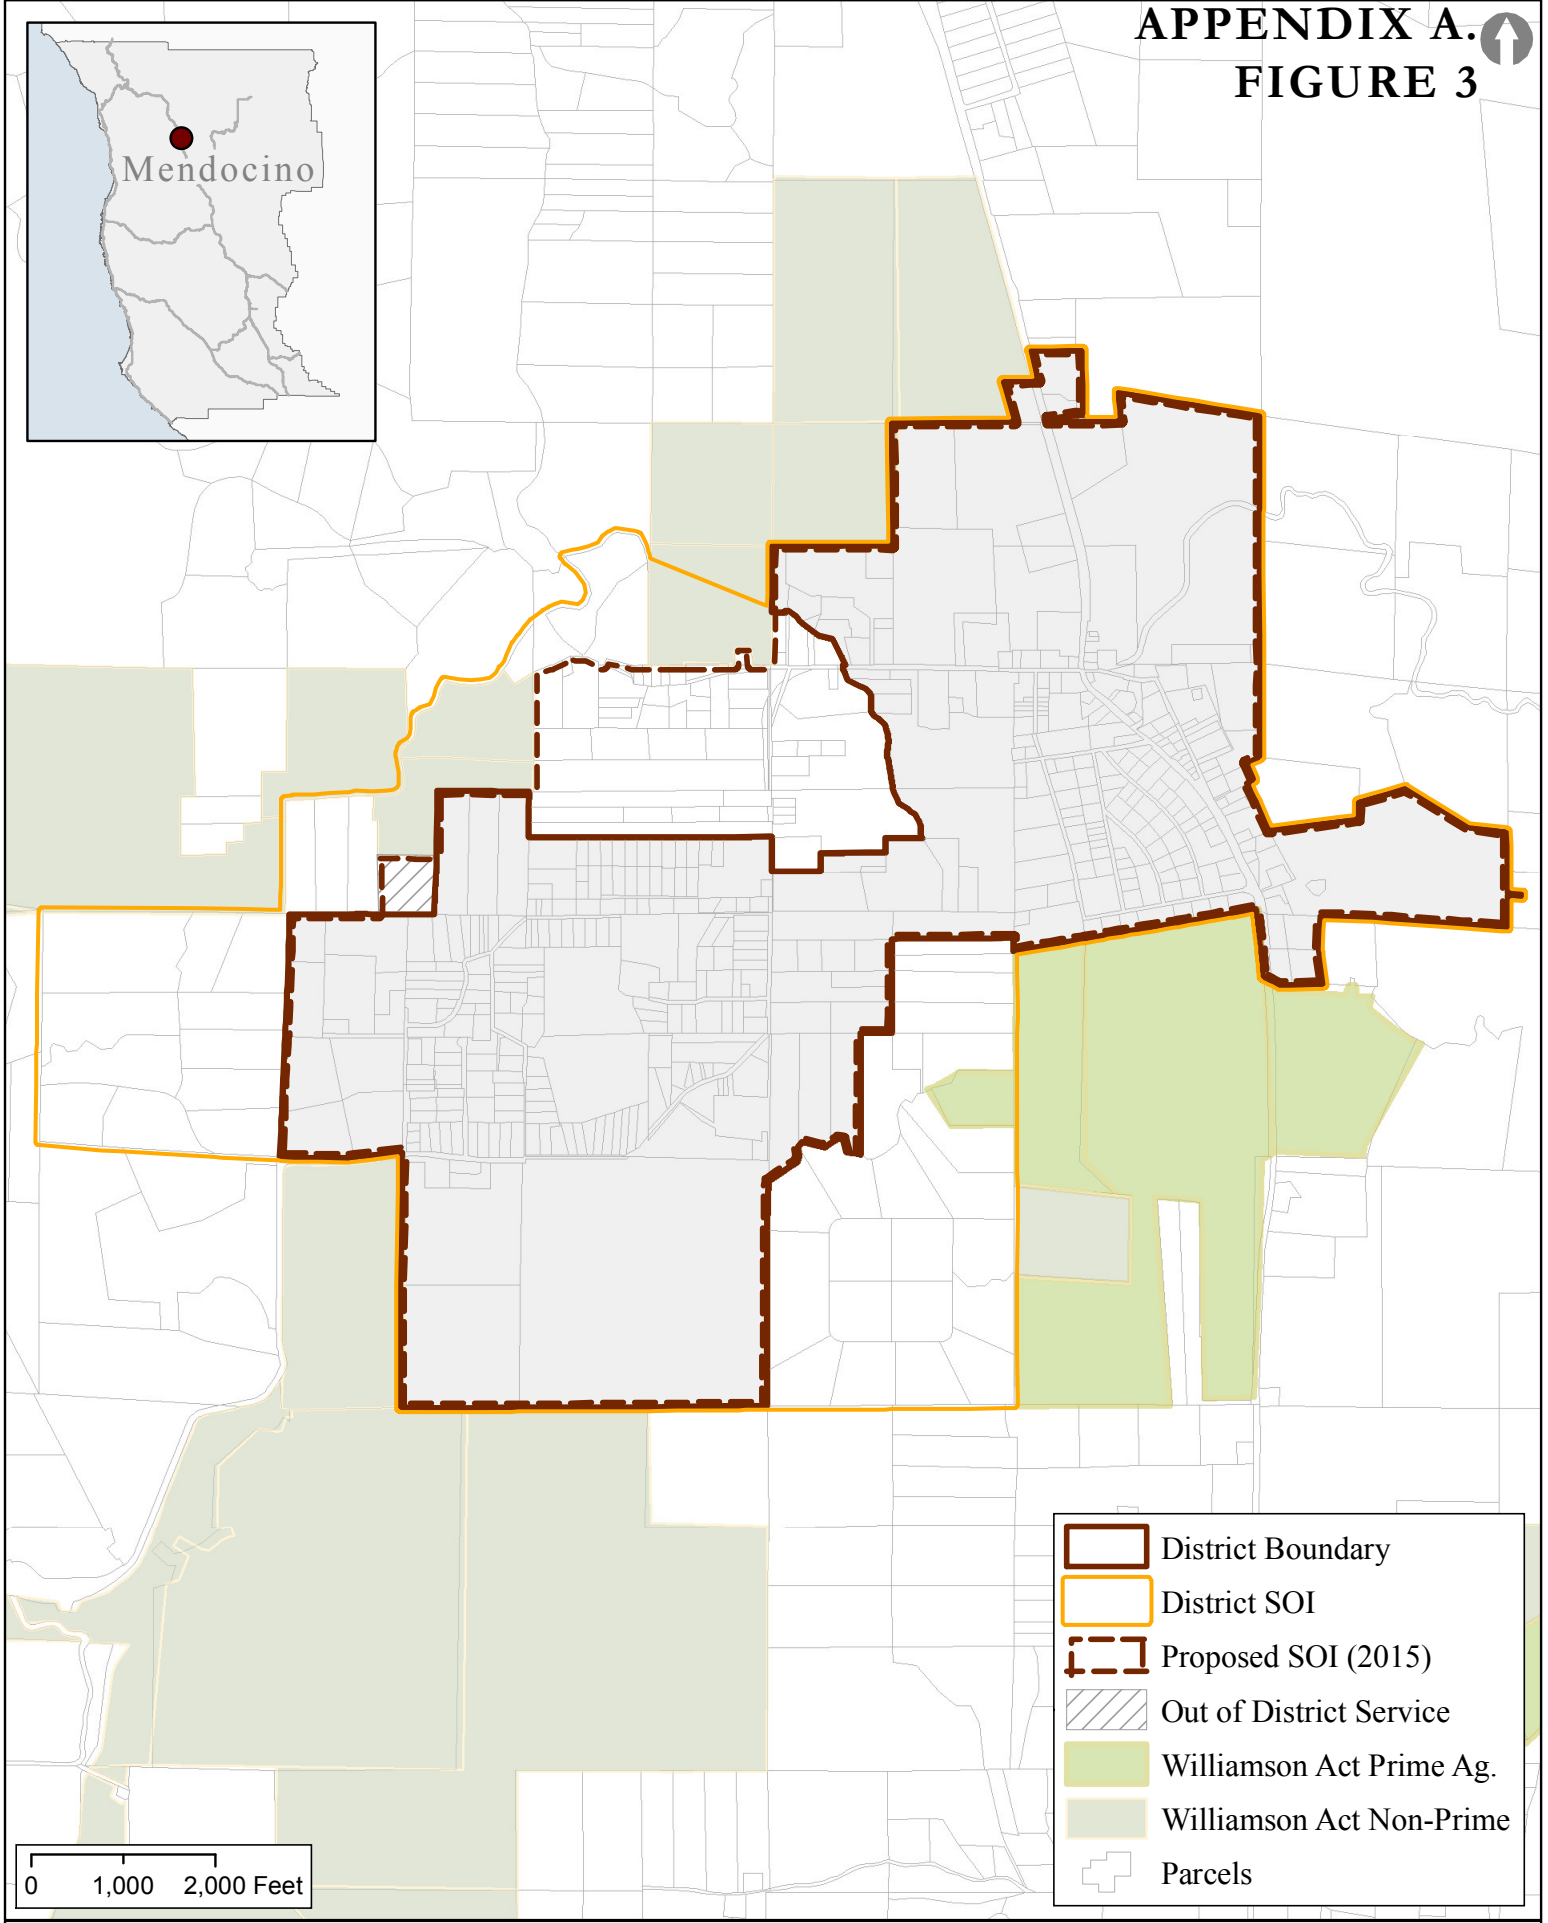 APPENDIX A.
FIGURE 3
Mendocino
District Boundary
District SOI
Proposed SOI (2015)
Out of District Service
Williamson Act Prime Ag.
Williamson Act Non-Prime
Parcels
0 1,000 2,000 Feet